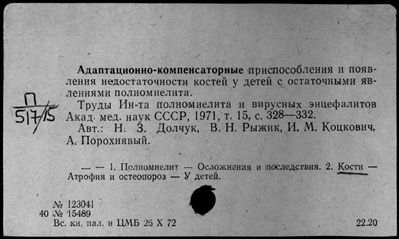 Адаптационно-компенсаторные приспособления и появ-
ления недостаточности костей у детей с остаточными яв-
лениями полиомиелита.
Труды Ин-та полиомиелита и вирусных энцефалитов
Акад. мед. наук СССР, 1971, т. 15, с. 328—332.
Авт.: Н. З. Долчук, В. Н. Рыжик, И. М. Коцкович,
А. Порохнявый.
П
517/15
— — 1. Полиомиелит — Осложнения и последствия. 2. Кости —
Атрофия и остеопороз — У детей.
№ 123041
40 № 15489
Вс. кн. пал. и ЦМБ 26 X 72 22.20